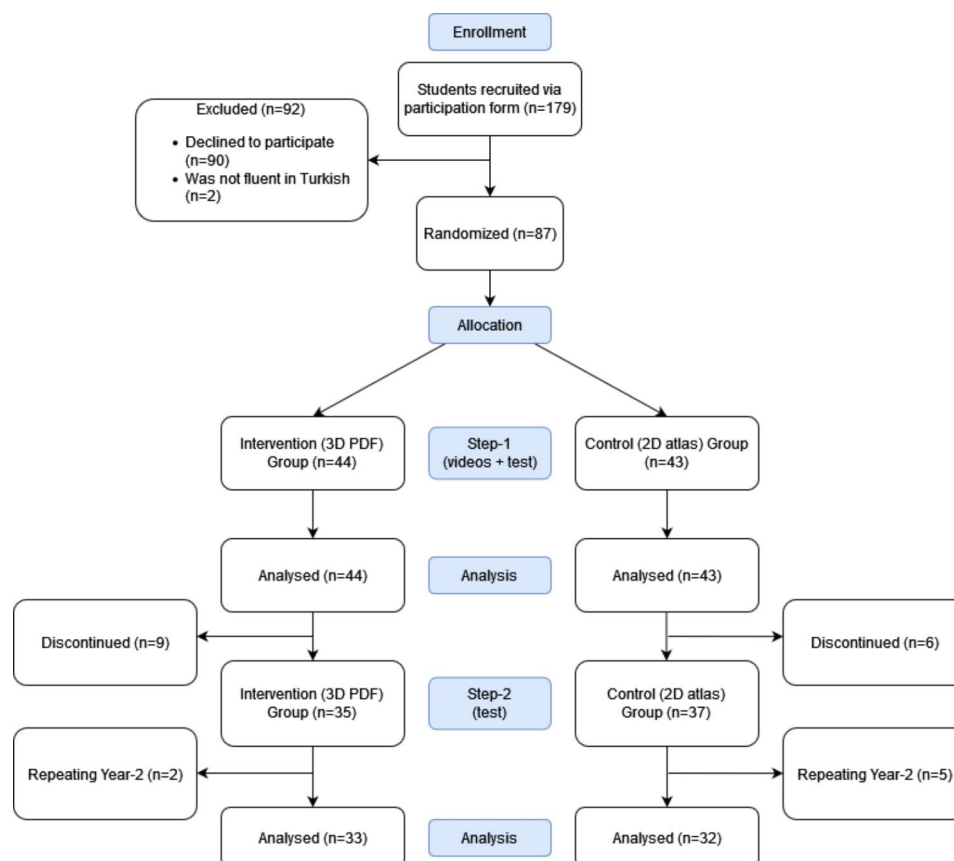 Enrollment
Students recruited via
participation form (n=179)
Excluded (n=92)
• Declined to participate
(n=90)
• Was not fluent in Turkish
(n=2)
Randomized (n=87)
Allocation
Intervention (3D PDF)
Group (n=44)
Step-1
(videos + test)
Control (2D atlas) Group
(n=43)
Analysed (n=44)
Analysis
Analysed (n=43)
Discontinued (n=9)
Discontinued (n=6)
Intervention (3D PDF)
Group (n=35)
Step-2
(test)
Control (2D atlas)
Group (n=37)
Repeating Year-2 (n=2)
Repeating Year-2 (n=5)
Analysed (n=33)
Analysis
Analysed (n=32)